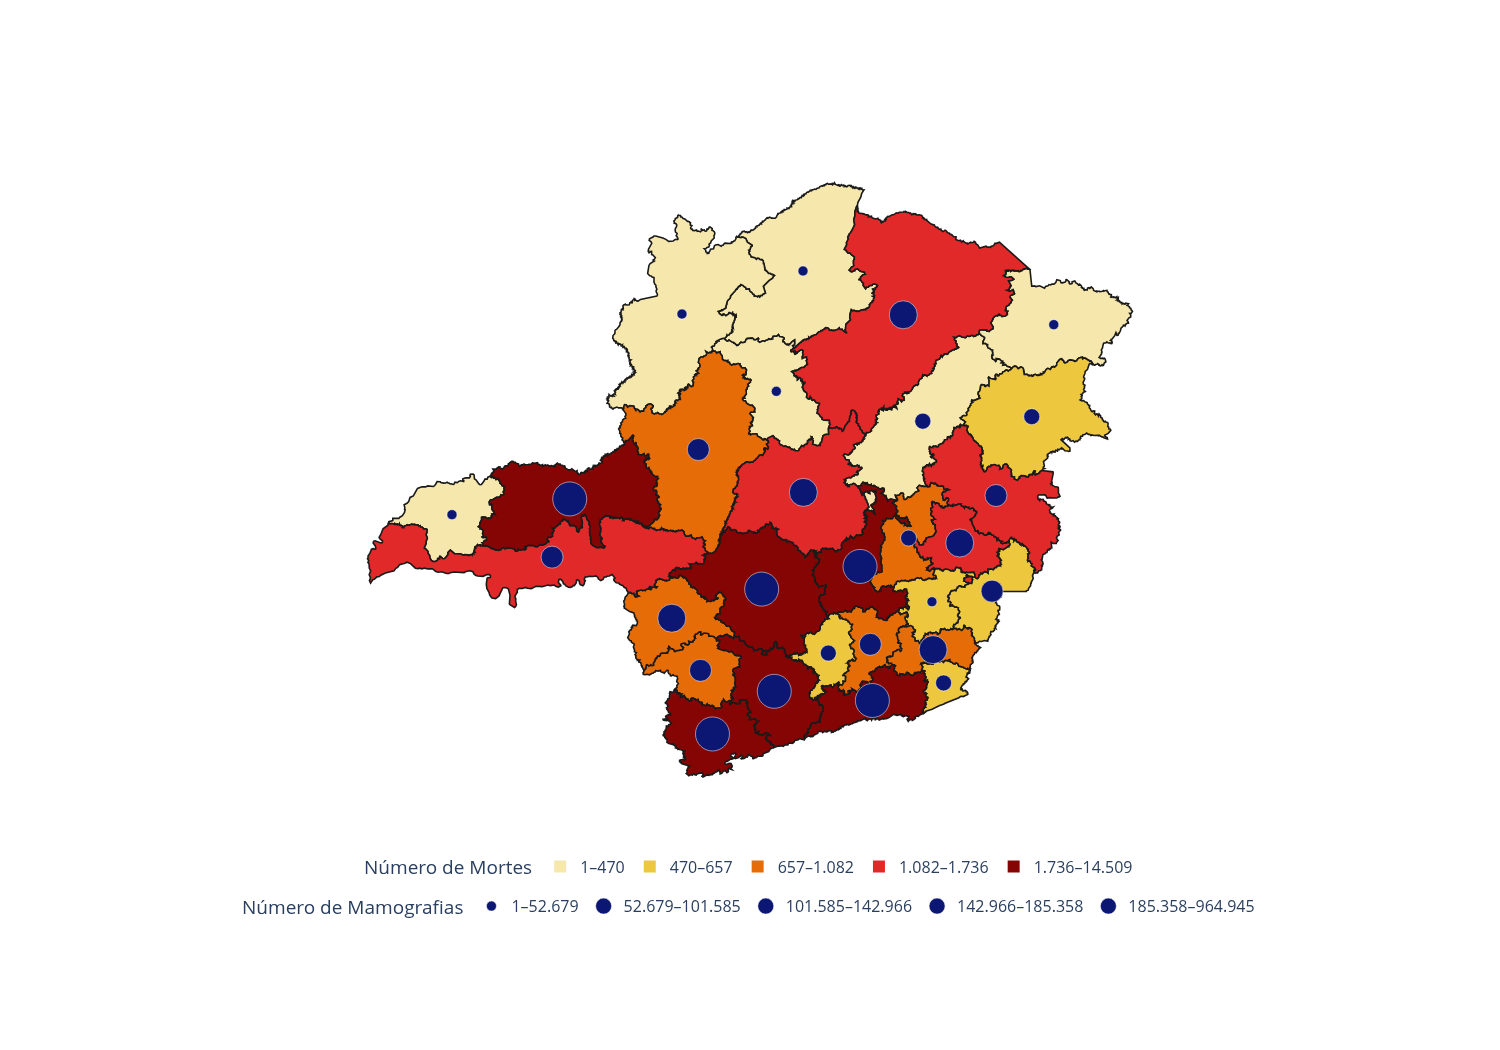 Número de Mortes 1–470 470–657 657–1.082 1.082–1.736 1.736–14.509
Número de Mamografias 1–52.679 52.679–101.585 101.585–142.966 142.966–185.358 185.358–964.945